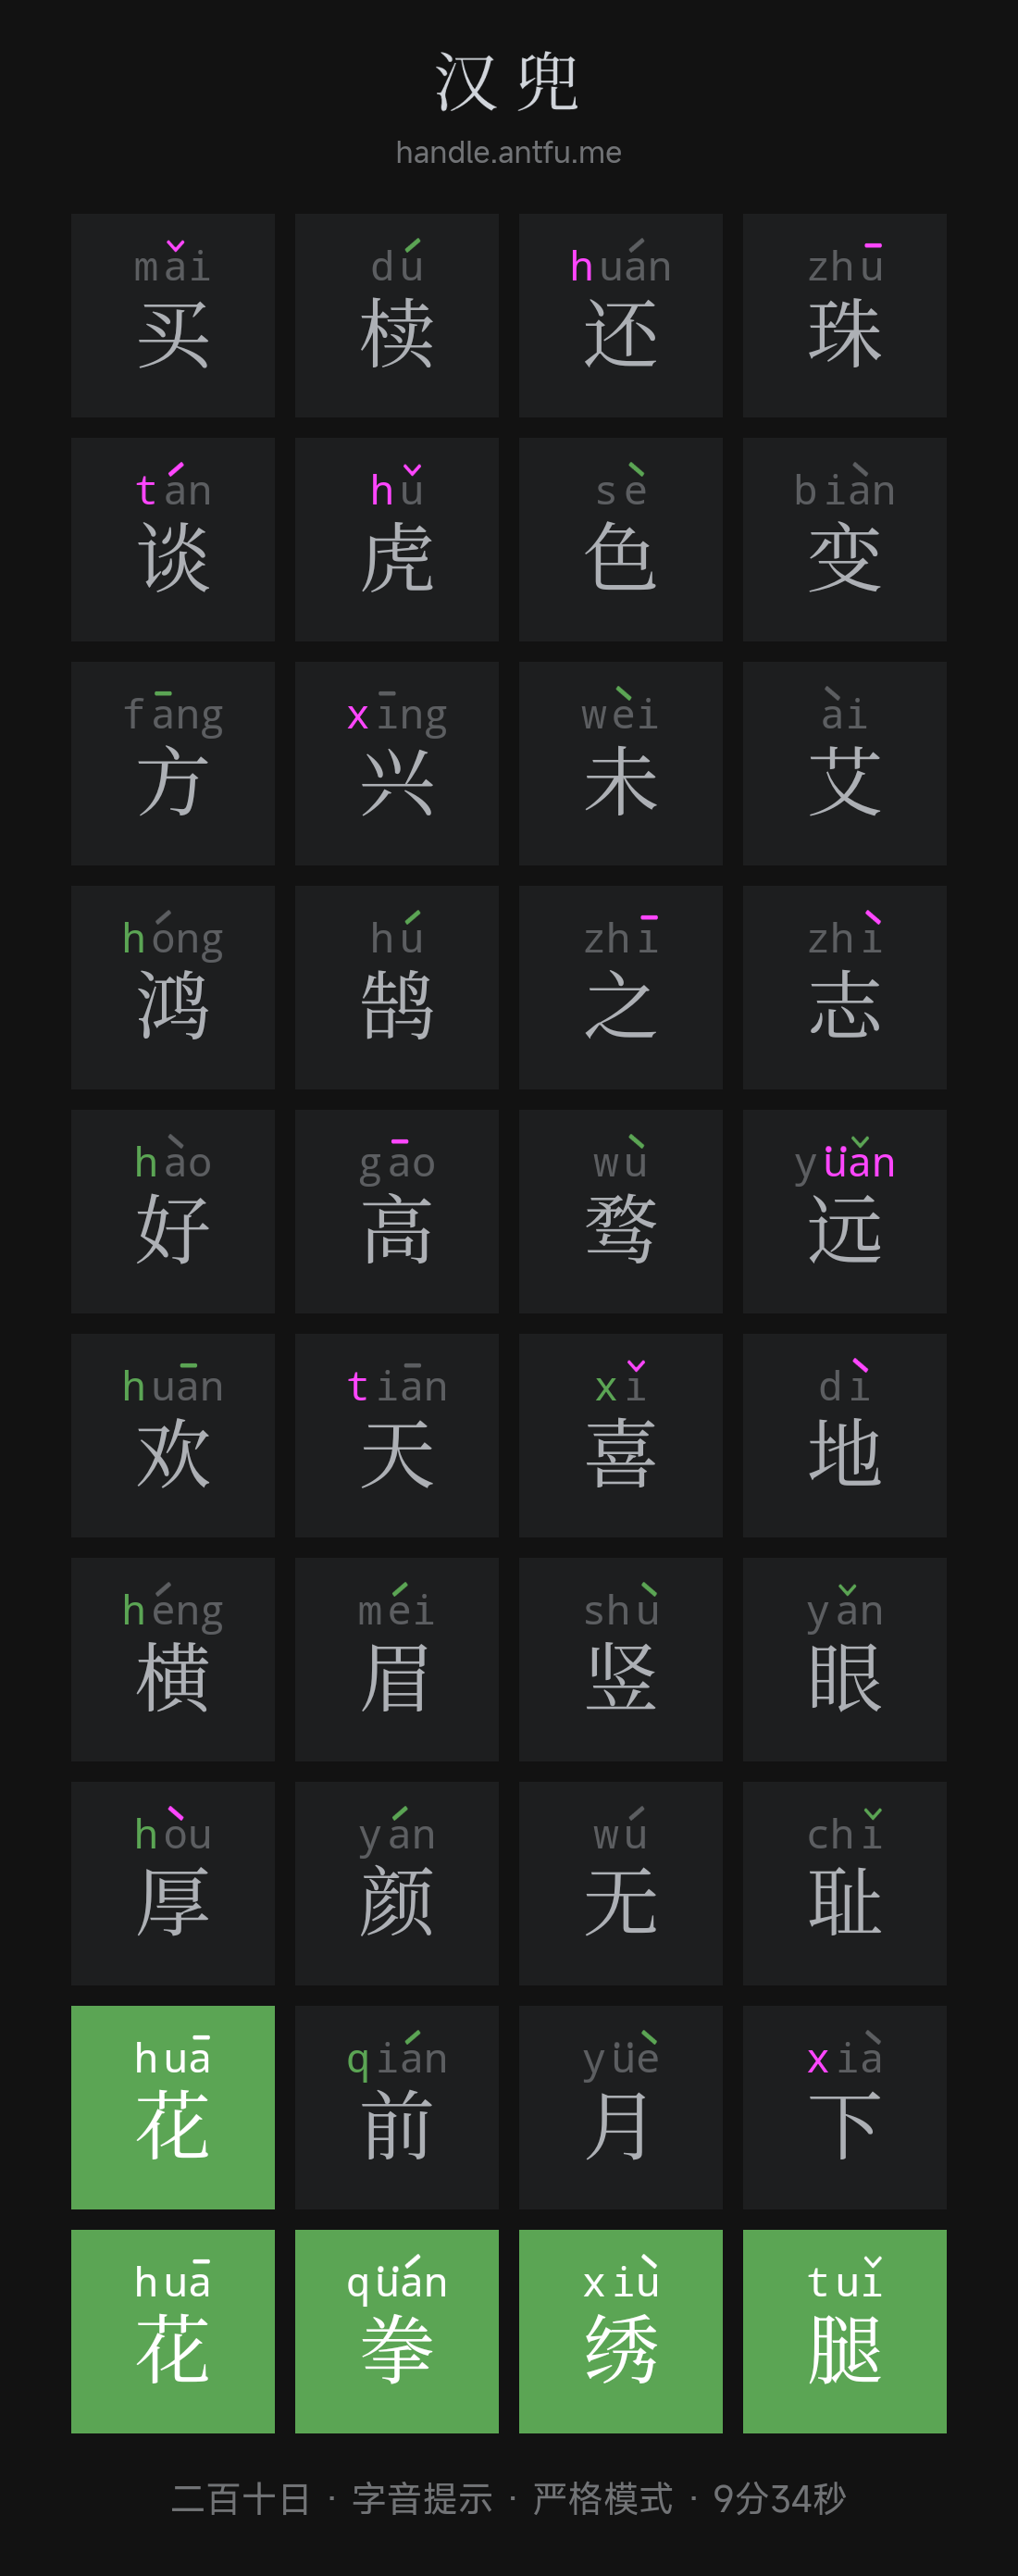 汉兜
handle.antfu.me
mǎi dú huán zhū
买 椟 还 珠
tán hǔ sè biàn
谈 虎 色 变
fāng xīng wèi ài
方 兴 未 艾
hóng hú zhī zhì
鸿 鹄 之 志
hào gāo wù yüǎn
好 高 骛 远
huān tiān xǐ dì
欢 天 喜 地
héng méi shù yǎn
横 眉 竖 眼
hòu yán wú chǐ
厚 颜 无 耻
huā qián yüè xià
花 前 月 下
huā qüán xiù tuǐ
花 拳 绣 腿
二百十日 · 字音提示 · 严格模式 · 9分34秒